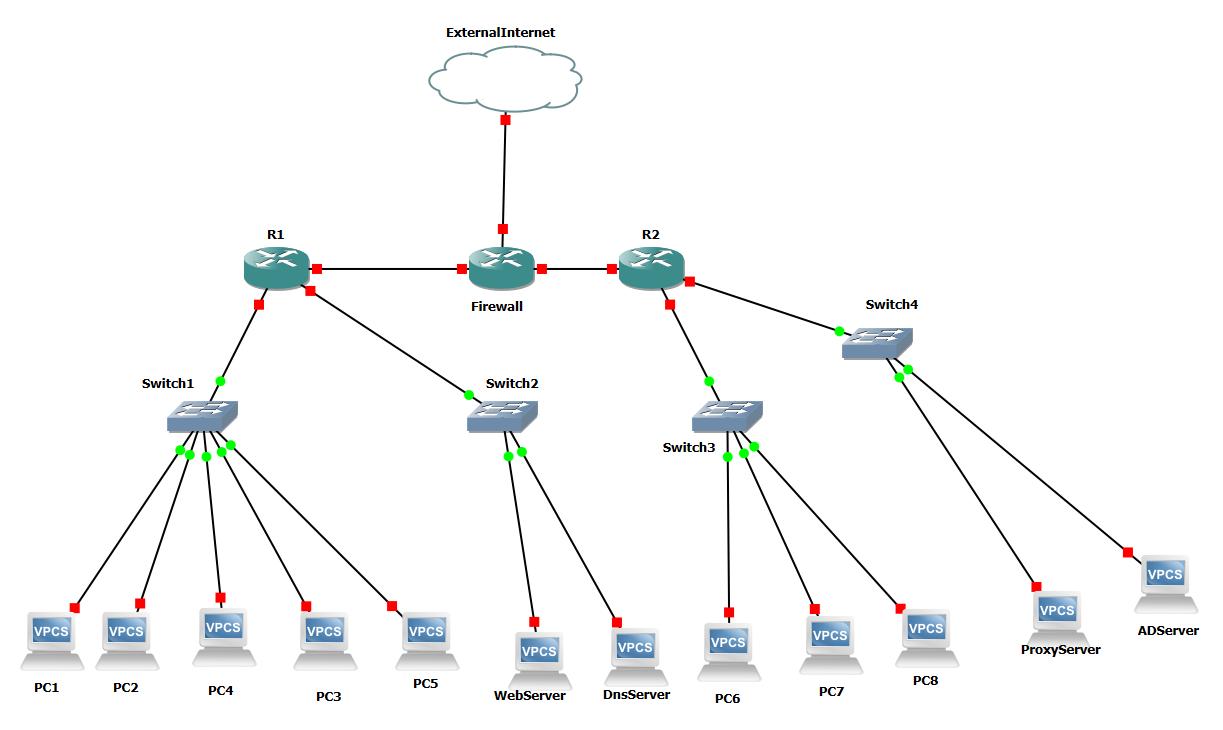 ExternalInternet
R1
R2
Firewall
Switch4
Switch1
Switch2
Switch3
VPCS
VPCS
VPCS
VPCS
VPCS
VPCS
VPCS
VPCS
VPCS
VPCS
VPCS
VPCS
PC1
PC2
PC4
PC3
PC5
WebServer
DnsServer
PC6
PC7
PC8
ProxyServer
ADServer